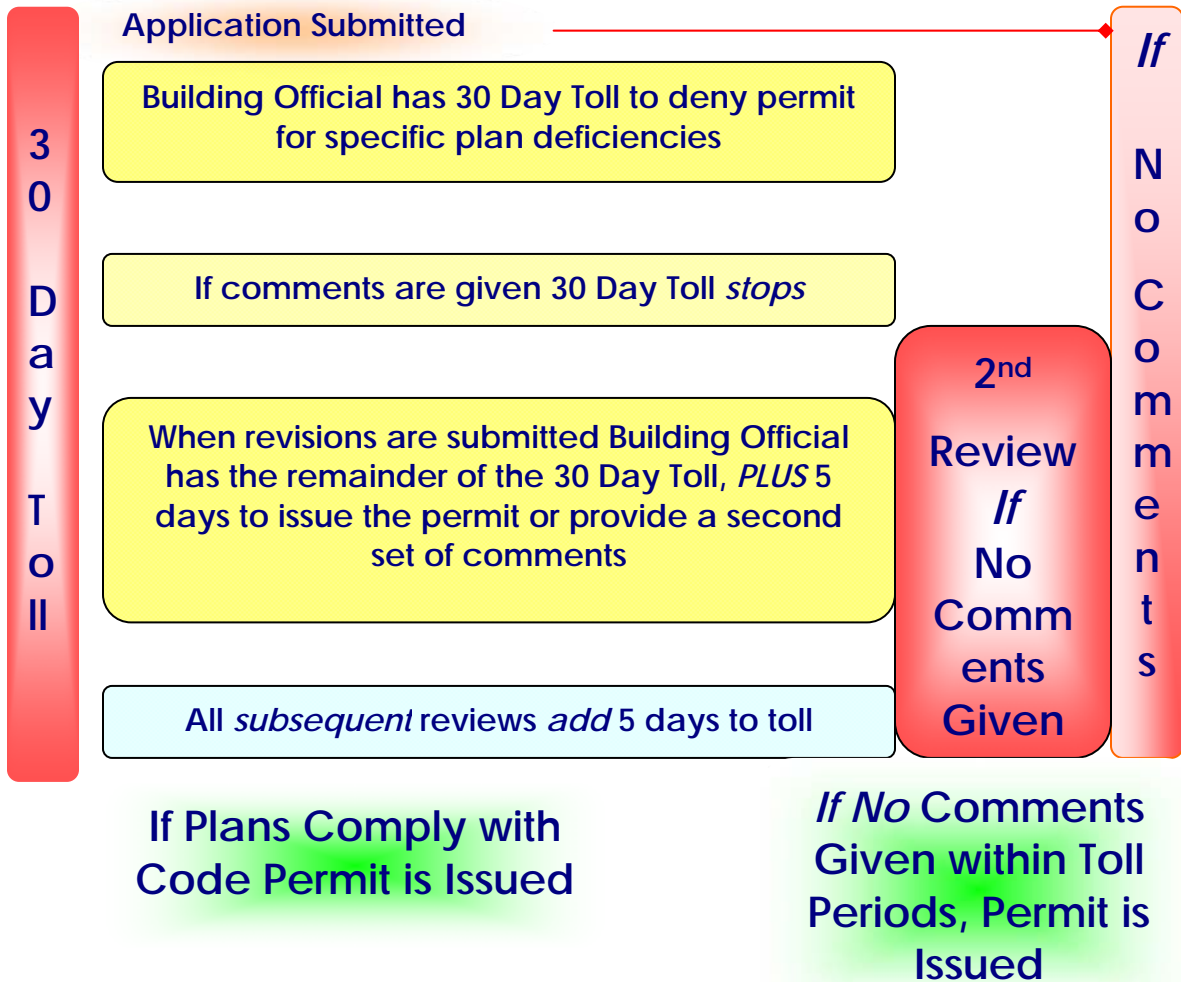 Application Submitted
3
0
D
a
y
T
o
ll
Building Official has 30 Day Toll to deny permit
for specific plan deficiencies
If comments are given 30 Day Toll stops
When revisions are submitted Building Official
has the remainder of the 30 Day Toll, PLUS 5
days to issue the permit or provide a second
set of comments
All subsequent reviews add 5 days to toll
2nd
Review
If
No
Comm
ents
Given
If
N
o
C
o
m
m
e
n
t
s
If Plans Comply with
Code Permit is Issued
If No Comments
Given within Toll
Periods, Permit is
Issued